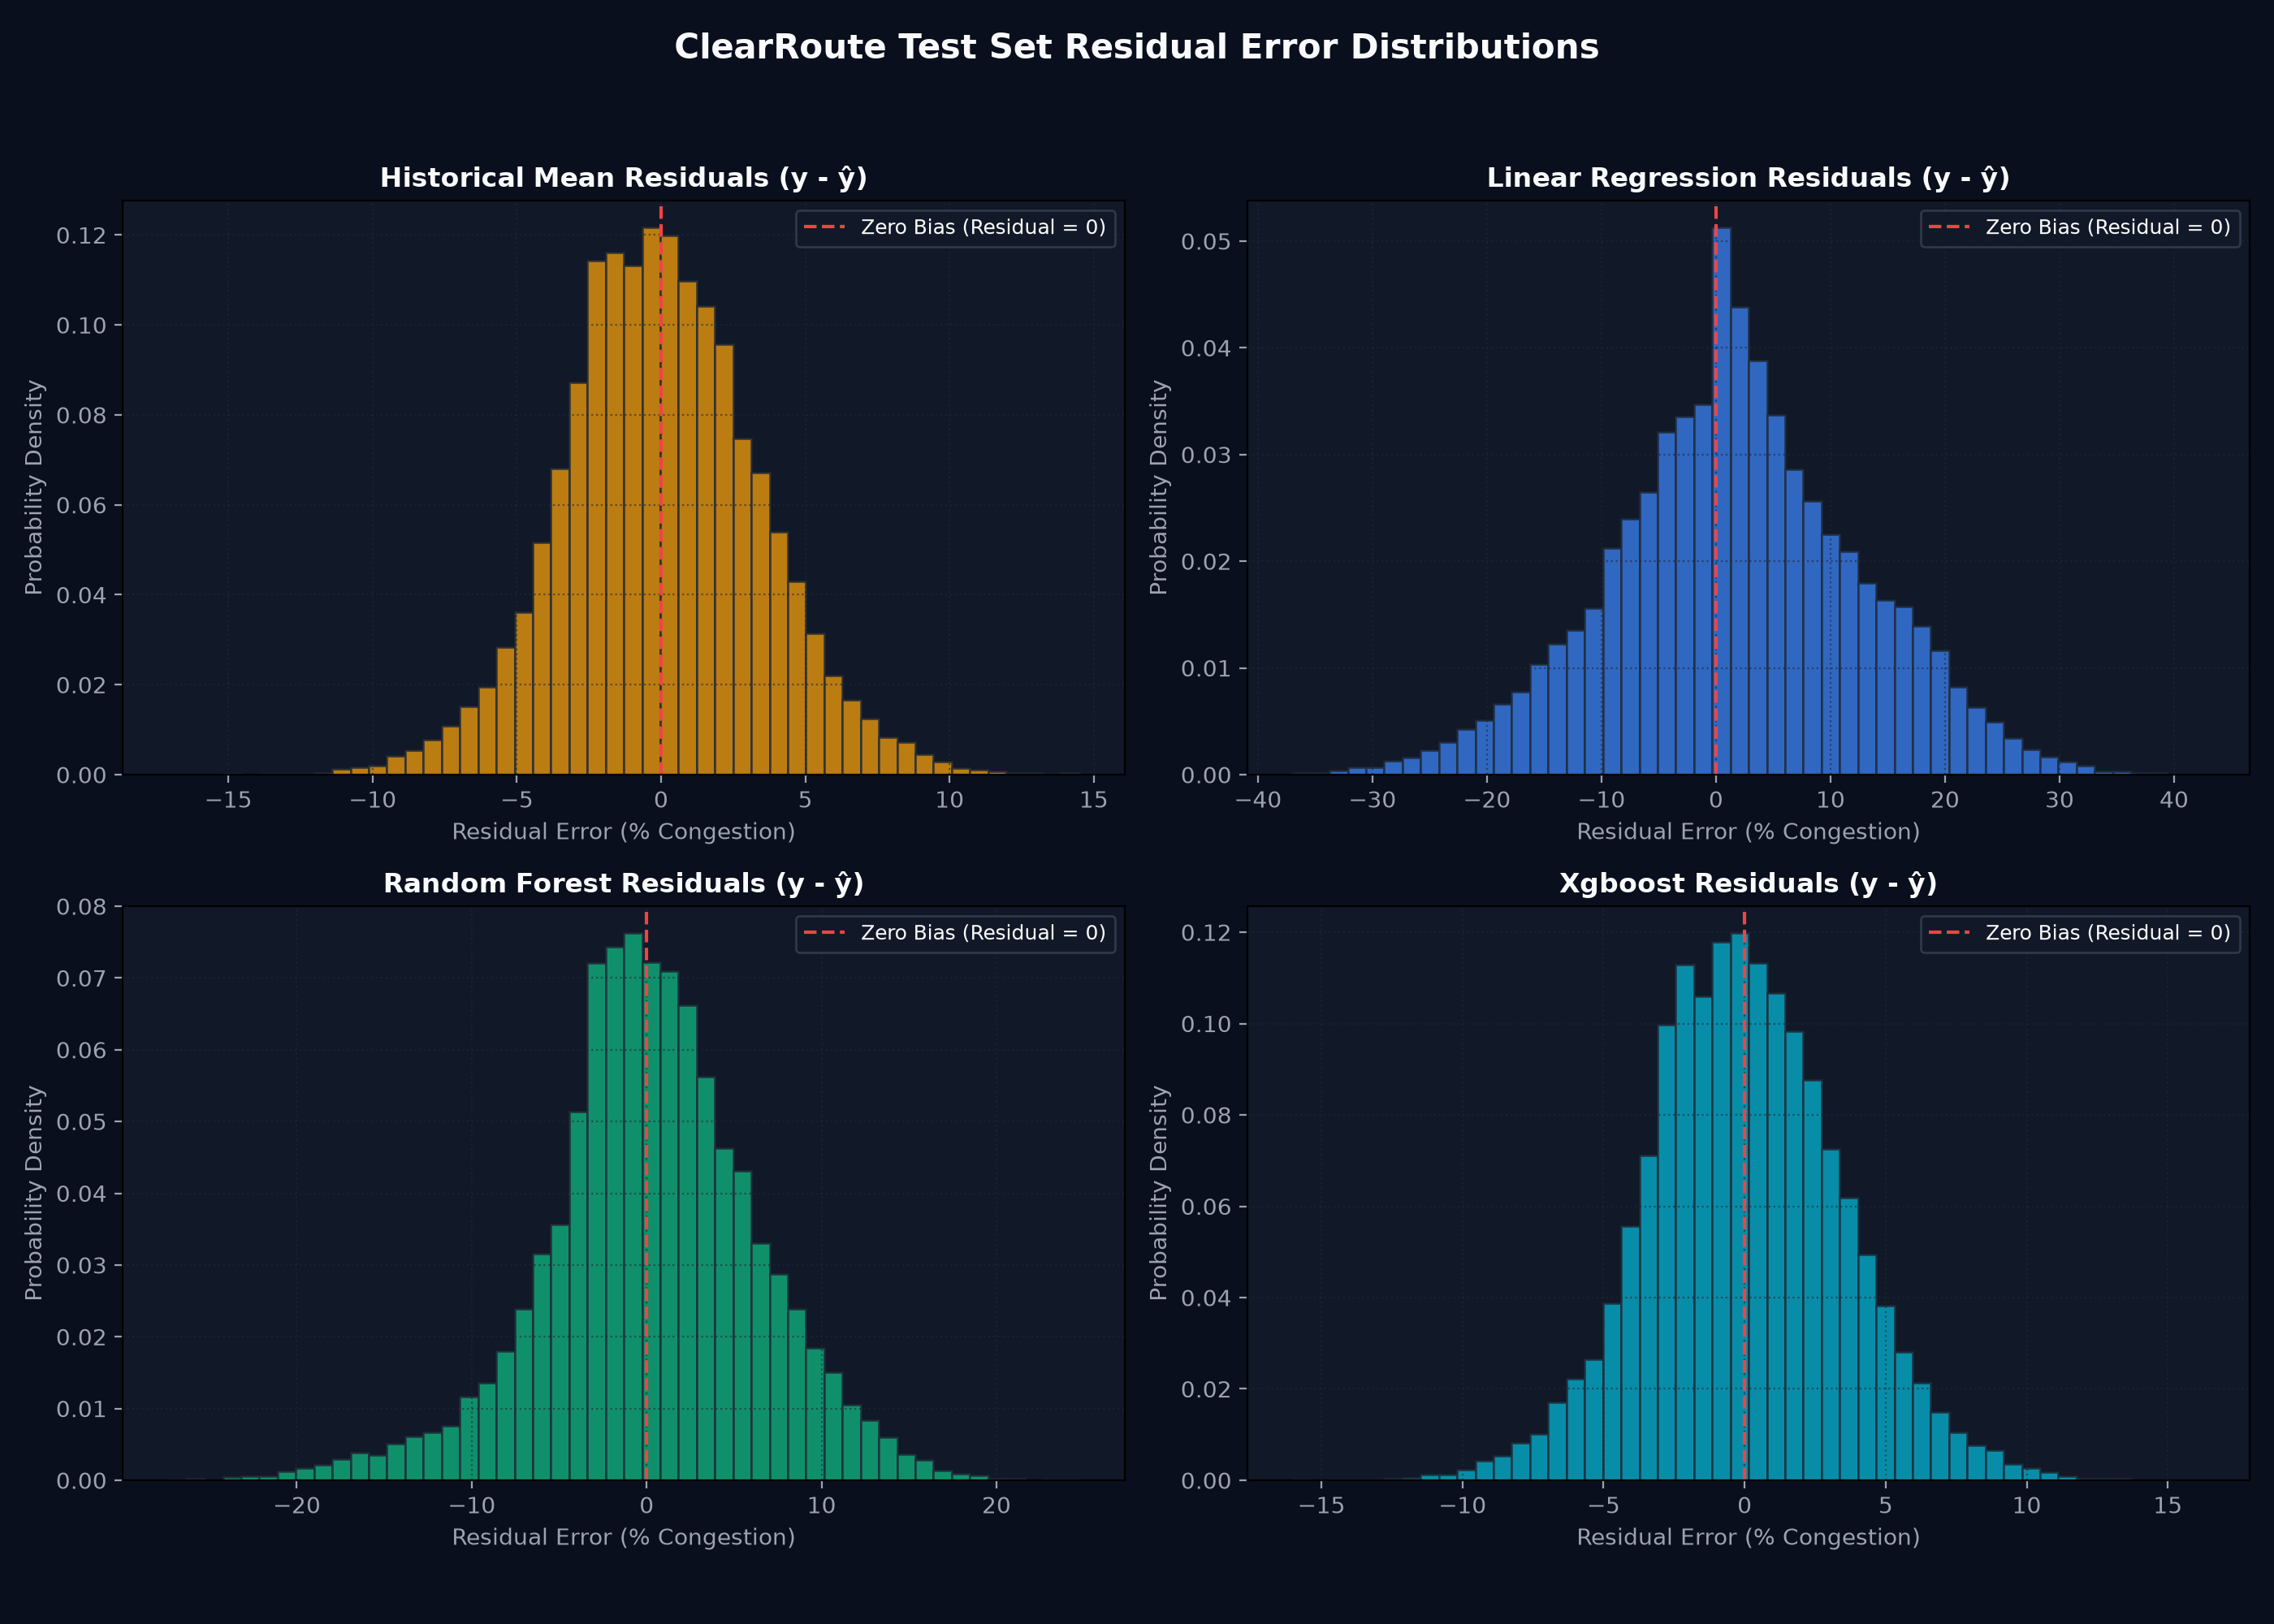 ClearRoute Test Set Residual Error Distributions
Historical Mean Residuals (y - ŷ)
Zero Bias (Residual = 0)
Probability Density
0.12
0.10
0.08
0.06
0.04
0.02
0.00
−15 −10 −5 0 5 10 15
Residual Error (% Congestion)
Linear Regression Residuals (y - ŷ)
Zero Bias (Residual = 0)
Probability Density
0.05
0.04
0.03
0.02
0.01
0.00
−40 −30 −20 −10 0 10 20 30 40
Residual Error (% Congestion)
Random Forest Residuals (y - ŷ)
Zero Bias (Residual = 0)
Probability Density
0.08
0.07
0.06
0.05
0.04
0.03
0.02
0.01
0.00
−20 −10 0 10 20
Residual Error (% Congestion)
Xgboost Residuals (y - ŷ)
Zero Bias (Residual = 0)
Probability Density
0.12
0.10
0.08
0.06
0.04
0.02
0.00
−15 −10 −5 0 5 10 15
Residual Error (% Congestion)